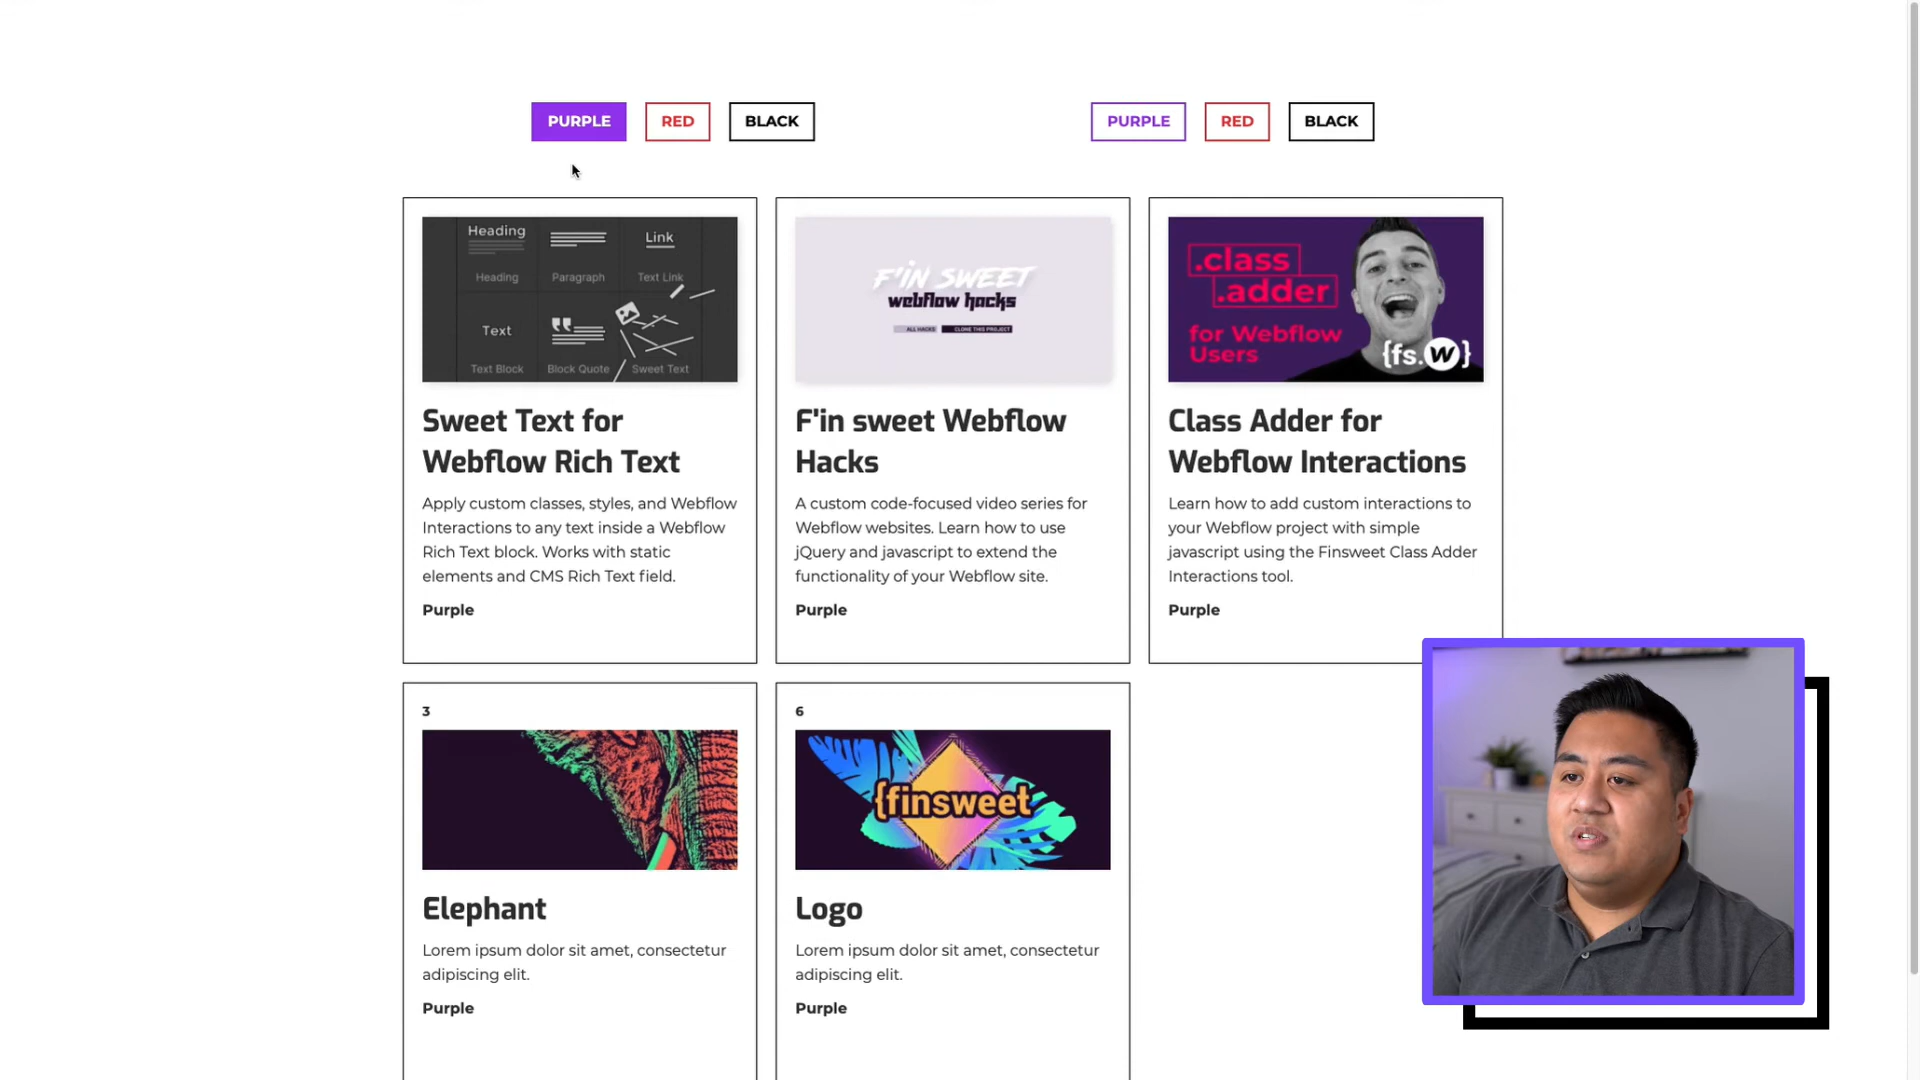 PURPLE RED BLACK PURPLE RED BLACK
Heading Link
Heading Paragraph Text Link
Text
Text Block Block Quote Sweet Text
F'in sweet
webflow hacks
ALL HACKS CLONE THIS PROJECT
.class
.adder
for Webflow
Users
{fs.W}
Sweet Text for
Webflow Rich Text
Apply custom classes, styles, and Webflow
Interactions to any text inside a Webflow
Rich Text block. Works with static
elements and CMS Rich Text field.
Purple
F'in sweet Webflow
Hacks
A custom code-focused video series for
Webflow websites. Learn how to use
jQuery and javascript to extend the
functionality of your Webflow site.
Purple
Class Adder for
Webflow Interactions
Learn how to add custom interactions to
your Webflow project with simple
javascript using the Finsweet Class Adder
Interactions tool.
Purple
3
Elephant
Lorem ipsum dolor sit amet, consectetur
adipiscing elit.
Purple
6
{finsweet
Logo
Lorem ipsum dolor sit amet, consectetur
adipiscing elit.
Purple